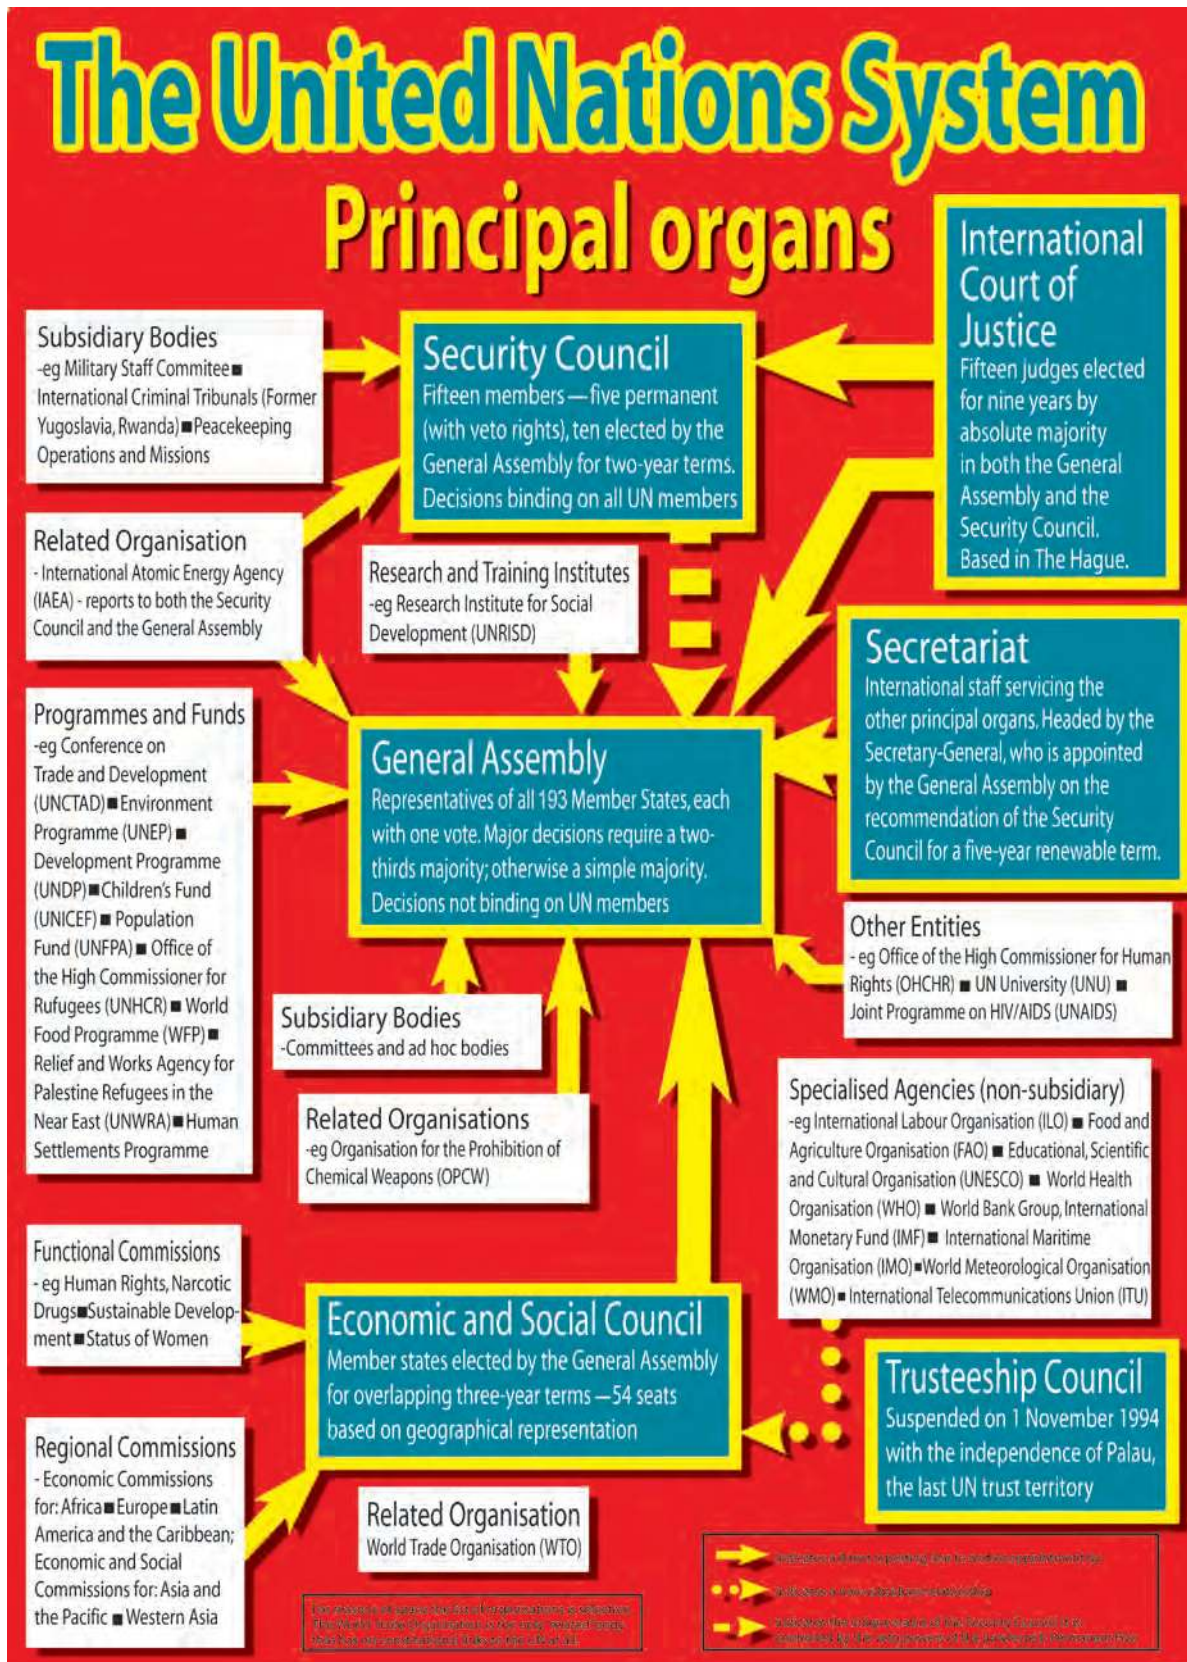 The United Nations System
Principal organs
International
Court of
Justice
Fifteen judges elected
for nine years by
absolute majority
in both the General
Assembly and the
Security Council.
Based in The Hague.
Subsidiary Bodies
-eg Military Staff Commitee ■
International Criminal Tribunals (Former
Yugoslavia, Rwanda) ■ Peacekeeping
Operations and Missions
Security Council
Fifteen members — five permanent
(with veto rights), ten elected by the
General Assembly for two-year terms.
Decisions binding on all UN members
Related Organisation
- International Atomic Energy Agency
(IAEA) - reports to both the Security
Council and the General Assembly
Research and Training Institutes
-eg Research Institute for Social
Development (UNRISD)
Secretariat
International staff servicing the
other principal organs. Headed by the
Secretary-General, who is appointed
by the General Assembly on the
recommendation of the Security
Council for a five-year renewable term.
Programmes and Funds
-eg Conference on
Trade and Development
(UNCTAD) ■ Environment
Programme (UNEP) ■
Development Programme
(UNDP) ■ Children's Fund
(UNICEF) ■ Population
Fund (UNFPA) ■ Office of
the High Commissioner for
Rufugees (UNHCR) ■ World
Food Programme (WFP) ■
Relief and Works Agency for
Palestine Refugees in the
Near East (UNWRA) ■ Human
Settlements Programme
General Assembly
Representatives of all 193 Member States, each
with one vote. Major decisions require a two-
thirds majority; otherwise a simple majority.
Decisions not binding on UN members
Other Entities
- eg Office of the High Commissioner for Human
Rights (OHCHR) ■ UN University (UNU) ■
Joint Programme on HIV/AIDS (UNAIDS)
Subsidiary Bodies
-Committees and ad hoc bodies
Related Organisations
-eg Organisation for the Prohibition of
Chemical Weapons (OPCW)
Specialised Agencies (non-subsidiary)
-eg International Labour Organisation (ILO) ■ Food and
Agriculture Organisation (FAO) ■ Educational, Scientific
and Cultural Organisation (UNESCO) ■ World Health
Organisation (WHO) ■ World Bank Group, International
Monetary Fund (IMF) ■ International Maritime
Organisation (IMO) ■ World Meteorological Organisation
(WMO) ■ International Telecommunications Union (ITU)
Functional Commissions
- eg Human Rights, Narcotic
Drugs ■ Sustainable Develop-
ment ■ Status of Women
Economic and Social Council
Member states elected by the General Assembly
for overlapping three-year terms — 54 seats
based on geographical representation
Trusteeship Council
Suspended on 1 November 1994
with the independence of Palau,
the last UN trust territory
Regional Commissions
- Economic Commissions
for: Africa ■ Europe ■ Latin
America and the Caribbean;
Economic and Social
Commissions for: Asia and
the Pacific ■ Western Asia
Related Organisation
World Trade Organisation (WTO)